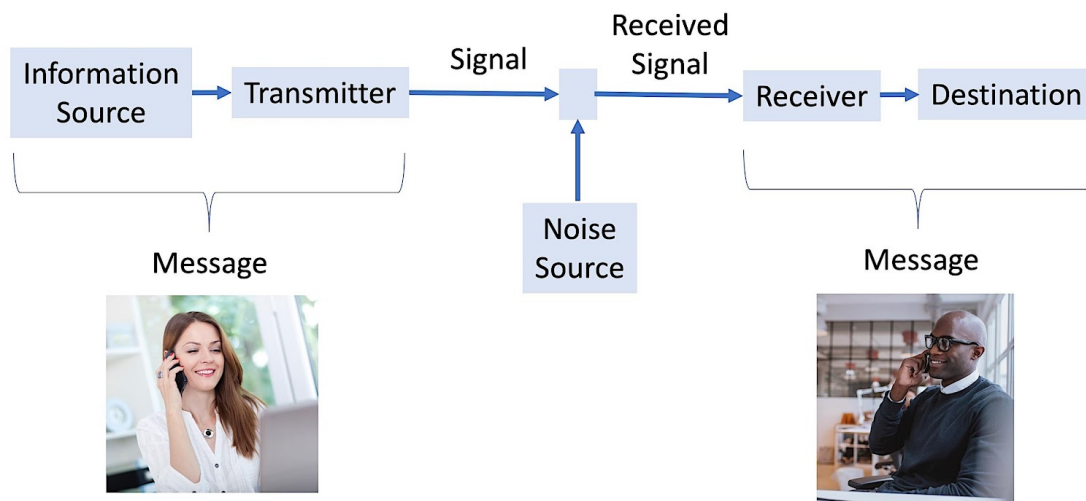 Information
Source
Transmitter
Signal
Received
Signal
Receiver
Destination
Noise
Source
Message
Message